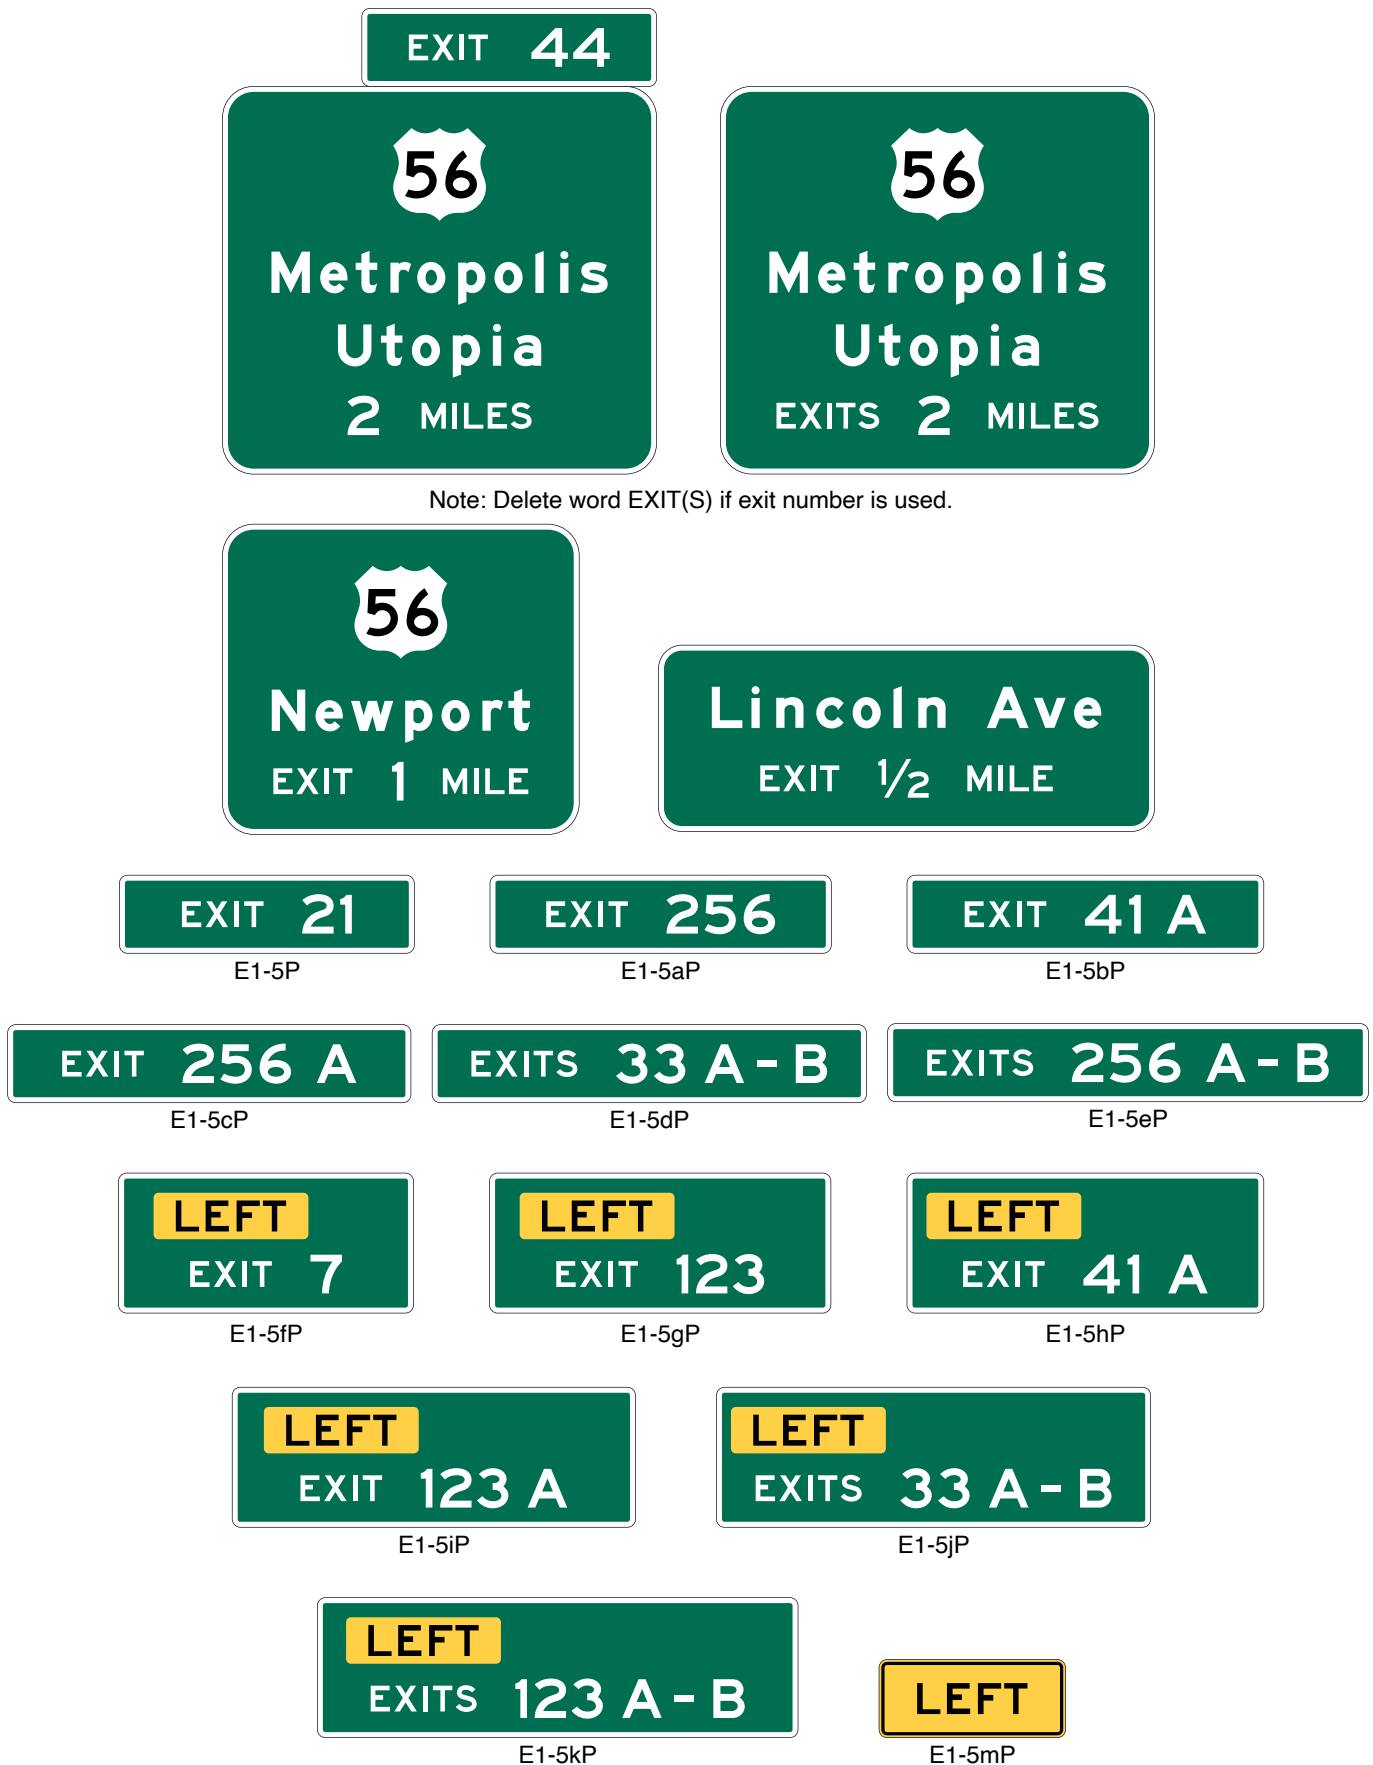 EXIT 44
56
Metropolis
Utopia
2 MILES
56
Metropolis
Utopia
EXITS 2 MILES
Note: Delete word EXIT(S) if exit number is used.
56
Newport
EXIT 1 MILE
Lincoln Ave
EXIT ½ MILE
EXIT 21
E1-5P
EXIT 256
E1-5aP
EXIT 41 A
E1-5bP
EXIT 256 A
E1-5cP
EXITS 33 A - B
E1-5dP
EXITS 256 A - B
E1-5eP
LEFT
EXIT 7
E1-5fP
LEFT
EXIT 123
E1-5gP
LEFT
EXIT 41 A
E1-5hP
LEFT
EXIT 123 A
E1-5iP
LEFT
EXITS 33 A - B
E1-5jP
LEFT
EXITS 123 A - B
E1-5kP
LEFT
E1-5mP